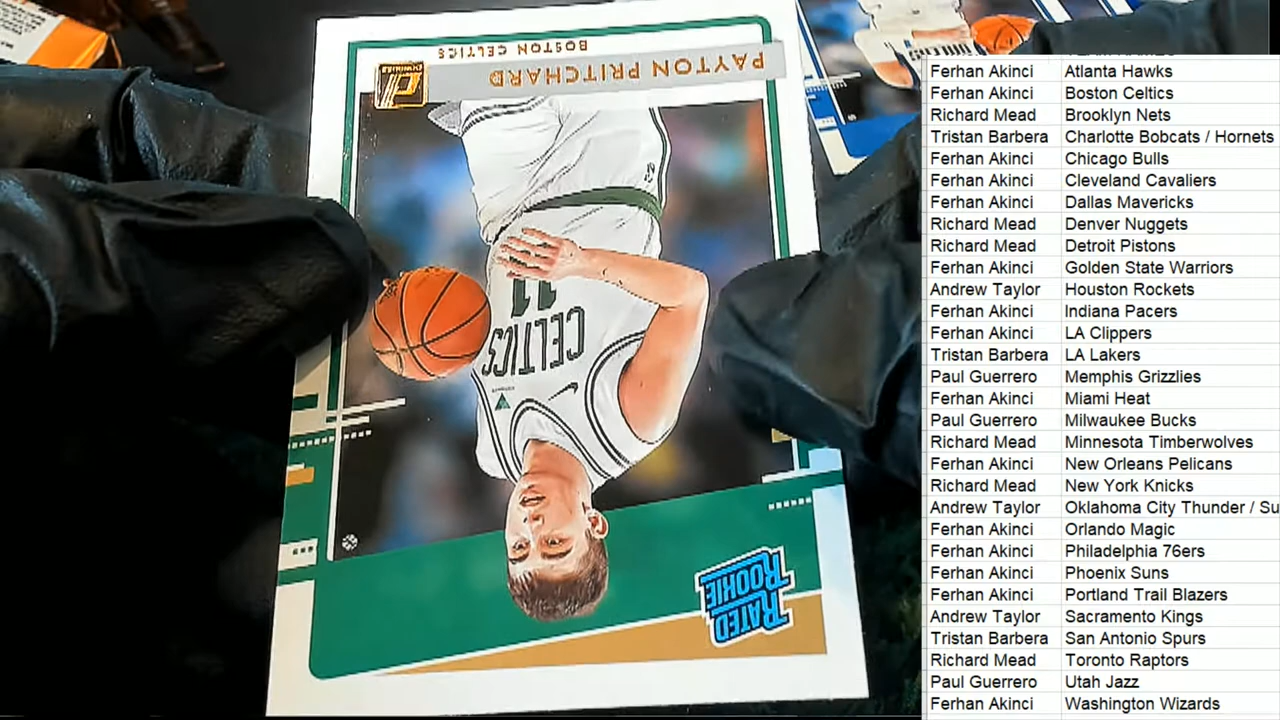 BOSTON CELTICS
PAYTON PRITCHARD
DONRUSS
11
CELTICS
RATED
ROOKIE
Ferhan Akinci Atlanta Hawks
Ferhan Akinci Boston Celtics
Richard Mead Brooklyn Nets
Tristan Barbera Charlotte Bobcats / Hornets
Ferhan Akinci Chicago Bulls
Ferhan Akinci Cleveland Cavaliers
Ferhan Akinci Dallas Mavericks
Richard Mead Denver Nuggets
Richard Mead Detroit Pistons
Ferhan Akinci Golden State Warriors
Andrew Taylor Houston Rockets
Ferhan Akinci Indiana Pacers
Ferhan Akinci LA Clippers
Tristan Barbera LA Lakers
Paul Guerrero Memphis Grizzlies
Ferhan Akinci Miami Heat
Paul Guerrero Milwaukee Bucks
Richard Mead Minnesota Timberwolves
Ferhan Akinci New Orleans Pelicans
Richard Mead New York Knicks
Andrew Taylor Oklahoma City Thunder / Su
Ferhan Akinci Orlando Magic
Ferhan Akinci Philadelphia 76ers
Ferhan Akinci Phoenix Suns
Ferhan Akinci Portland Trail Blazers
Andrew Taylor Sacramento Kings
Tristan Barbera San Antonio Spurs
Richard Mead Toronto Raptors
Paul Guerrero Utah Jazz
Ferhan Akinci Washington Wizards